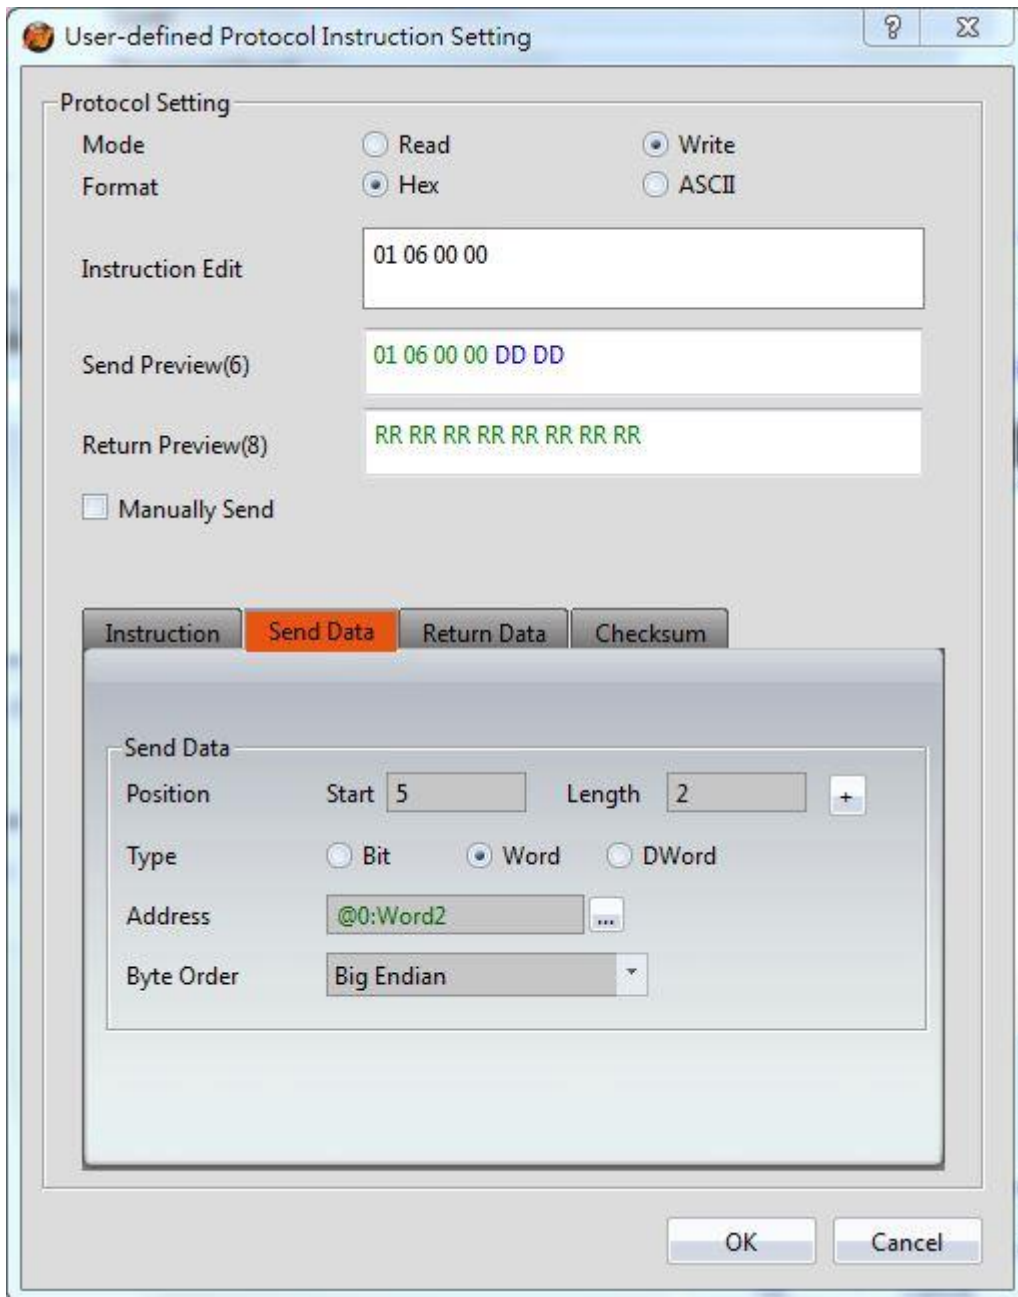 User-defined Protocol Instruction Setting
Protocol Setting
Mode Read Write
Format Hex ASCII
Instruction Edit 01 06 00 00
Send Preview(6) 01 06 00 00 DD DD
Return Preview(8) RR RR RR RR RR RR RR RR
Manually Send
Instruction Send Data Return Data Checksum
Send Data
Position Start 5 Length 2 +
Type Bit Word DWord
Address @0:Word2 ...
Byte Order Big Endian
OK Cancel